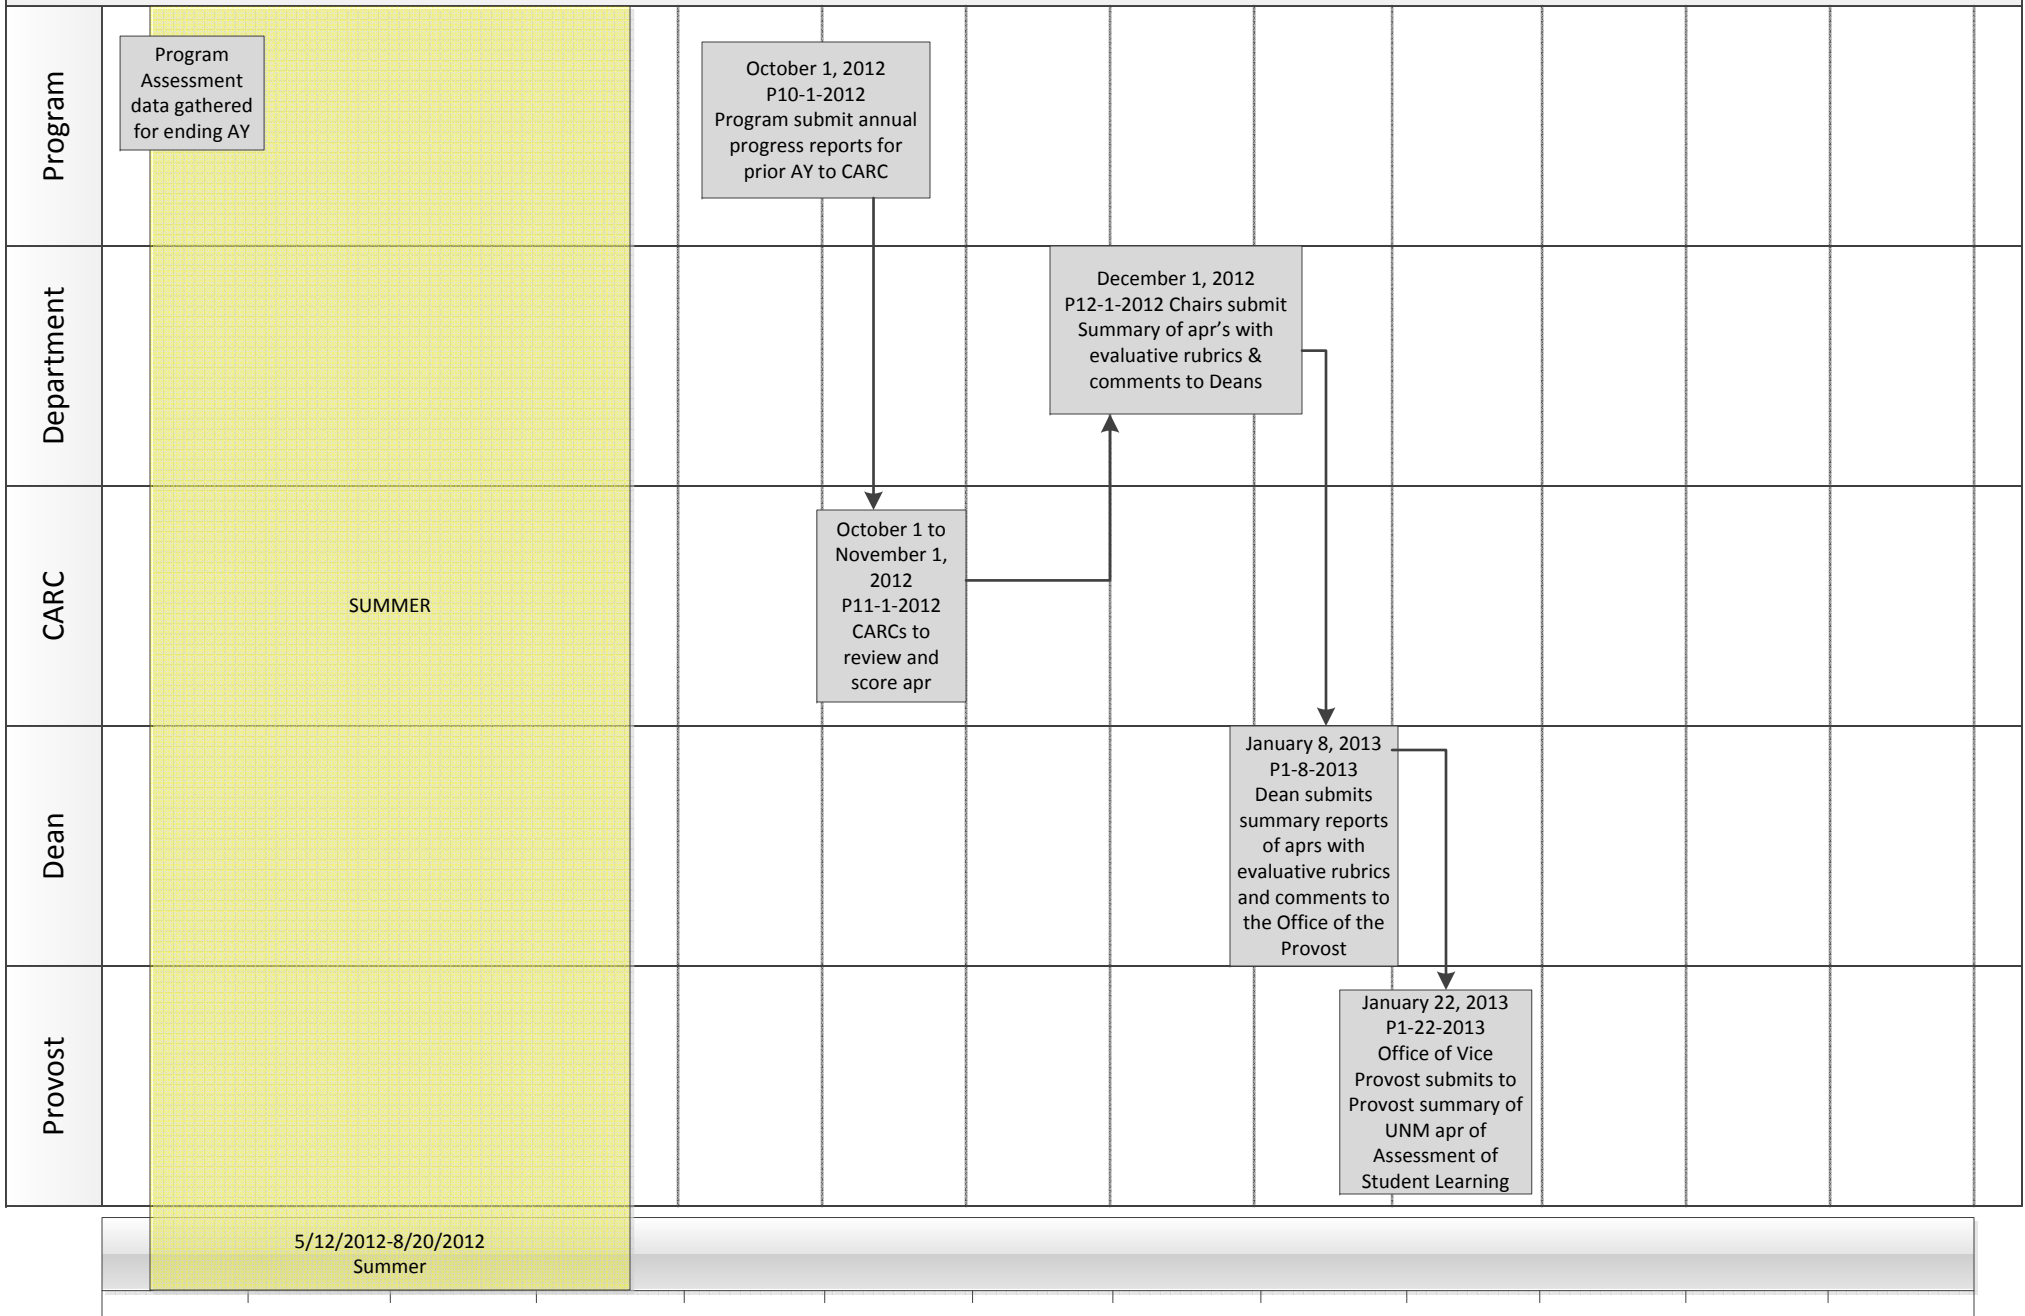 Program
Program
Assessment
data gathered
for ending AY
October 1, 2012
P10-1-2012
Program submit annual
progress reports for
prior AY to CARC
Department
December 1, 2012
P12-1-2012 Chairs submit
Summary of apr’s with
evaluative rubrics &
comments to Deans
CARC
SUMMER
October 1 to
November 1,
2012
P11-1-2012
CARCs to
review and
score apr
Dean
January 8, 2013
P1-8-2013
Dean submits
summary reports
of aprs with
evaluative rubrics
and comments to
the Office of the
Provost
Provost
January 22, 2013
P1-22-2013
Office of Vice
Provost submits to
Provost summary of
UNM apr of
Assessment of
Student Learning
5/12/2012-8/20/2012
Summer